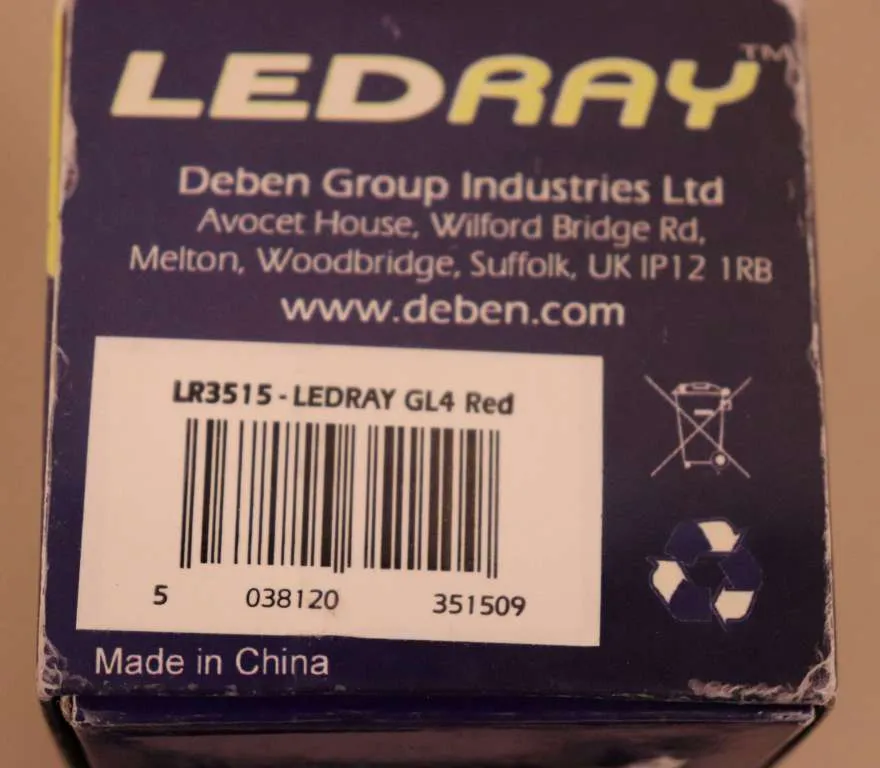 LEDRAY™
Deben Group Industries Ltd
Avocet House, Wilford Bridge Rd,
Melton, Woodbridge, Suffolk, UK IP12 1RB
www.deben.com
LR3515 - LEDRAY GL4 Red
5 038120 351509
Made in China